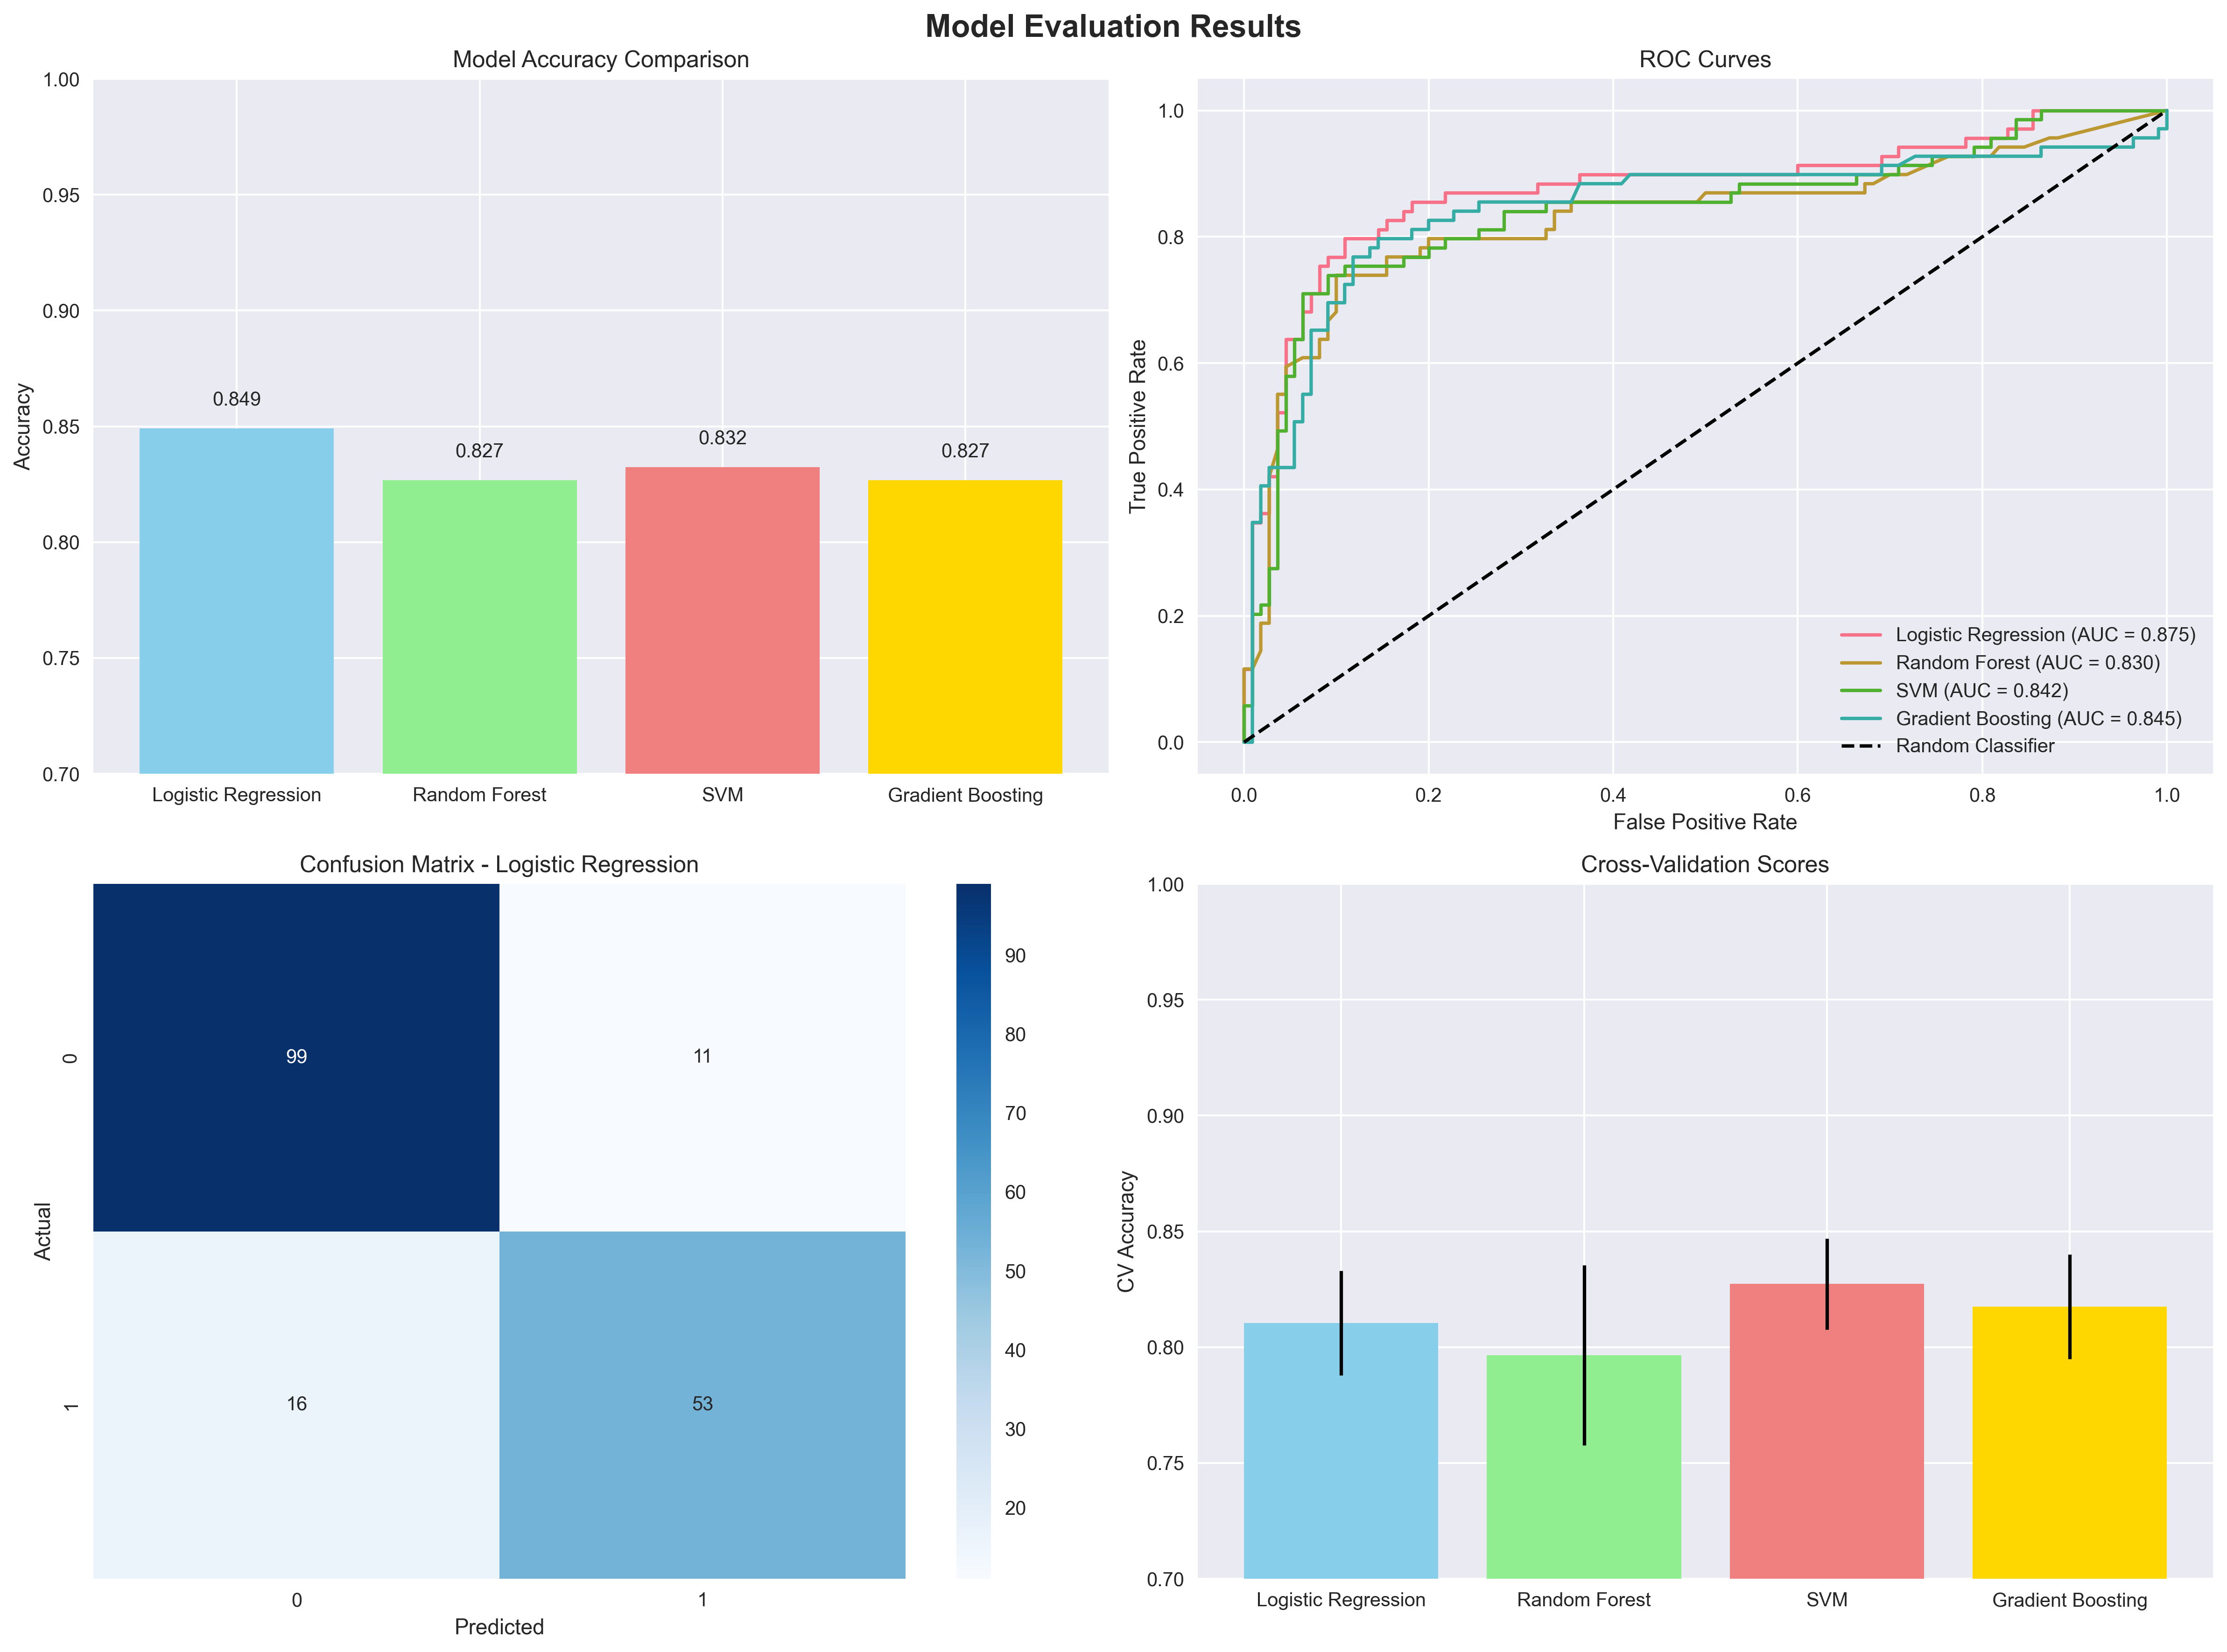 Model Evaluation Results
Model Accuracy Comparison
1.00
0.95
0.90
0.85
0.80
0.75
0.70
Accuracy
0.849
0.827
0.832
0.827
Logistic Regression
Random Forest
SVM
Gradient Boosting
ROC Curves
1.0
0.8
0.6
0.4
0.2
0.0
True Positive Rate
Logistic Regression (AUC = 0.875)
Random Forest (AUC = 0.830)
SVM (AUC = 0.842)
Gradient Boosting (AUC = 0.845)
Random Classifier
0.0
0.2
0.4
0.6
0.8
1.0
False Positive Rate
Confusion Matrix - Logistic Regression
Actual
0
1
99
11
16
53
0
1
Predicted
90
80
70
60
50
40
30
20
Cross-Validation Scores
1.00
0.95
0.90
0.85
0.80
0.75
0.70
CV Accuracy
Logistic Regression
Random Forest
SVM
Gradient Boosting